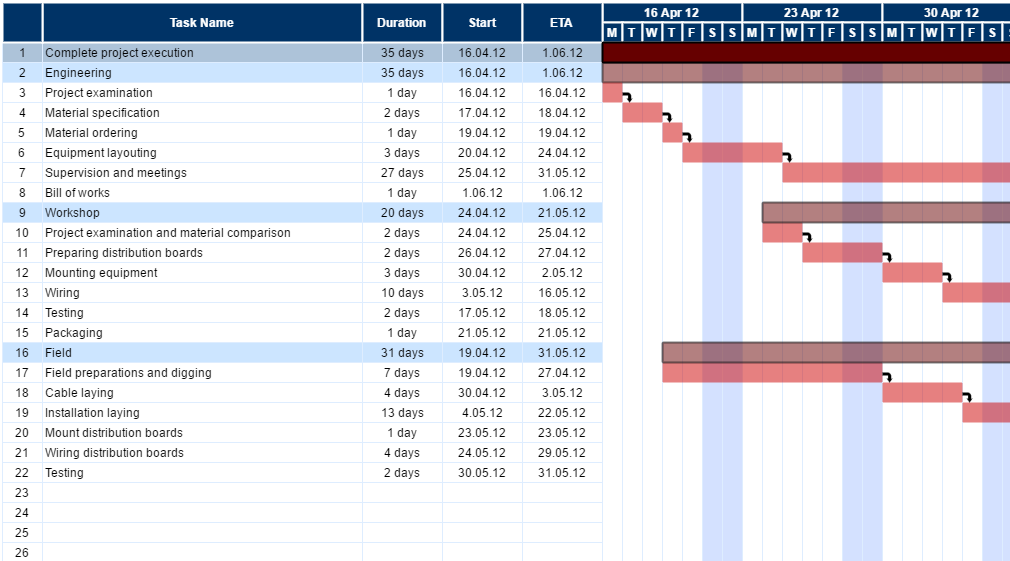 16 Apr 12 23 Apr 12 30 Apr 12
Task Name Duration Start ETA
M T W T F S S M T W T F S S M T W T F S S
1 Complete project execution 35 days 16.04.12 1.06.12
2 Engineering 35 days 16.04.12 1.06.12
3 Project examination 1 day 16.04.12 16.04.12
4 Material specification 2 days 17.04.12 18.04.12
5 Material ordering 1 day 19.04.12 19.04.12
6 Equipment layouting 3 days 20.04.12 24.04.12
7 Supervision and meetings 27 days 25.04.12 31.05.12
8 Bill of works 1 day 1.06.12 1.06.12
9 Workshop 20 days 24.04.12 21.05.12
10 Project examination and material comparison 2 days 24.04.12 25.04.12
11 Preparing distribution boards 2 days 26.04.12 27.04.12
12 Mounting equipment 3 days 30.04.12 2.05.12
13 Wiring 10 days 3.05.12 16.05.12
14 Testing 2 days 17.05.12 18.05.12
15 Packaging 1 day 21.05.12 21.05.12
16 Field 31 days 19.04.12 31.05.12
17 Field preparations and digging 7 days 19.04.12 27.04.12
18 Cable laying 4 days 30.04.12 3.05.12
19 Installation laying 13 days 4.05.12 22.05.12
20 Mount distribution boards 1 day 23.05.12 23.05.12
21 Wiring distribution boards 4 days 24.05.12 29.05.12
22 Testing 2 days 30.05.12 31.05.12
23
24
25
26